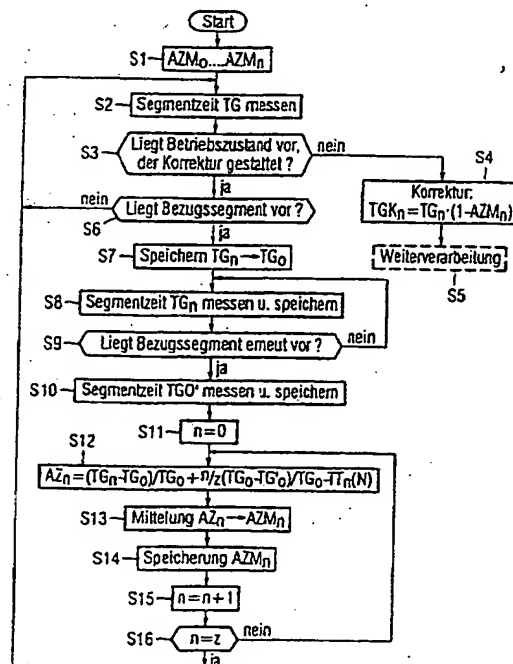 Start
S1
AZM₀....AZMₙ
S2
Segmentzeit TG messen
S3
Liegt Betriebszustand vor,
der Korrektur gestattet ?
nein
S4
ja
Korrektur:
TGKₙ=TGₙ·(1-AZMₙ)
nein
Liegt Bezugssegment vor ?
S6
Weiterverarbeitung
S5
ja
S7
Speichern TGₙ→TG₀
S8
Segmentzeit TGₙ messen u. speichern
S9
Liegt Bezugssegment erneut vor ?
nein
ja
S10
Segmentzeit TGO' messen u. speichern
S11
n=0
S12
AZₙ=(TGₙ-TG₀)/TG₀+n/z(TG₀-TG'₀)/TG₀-TTₙ(N)
S13
Mittelung AZₙ→AZMₙ
S14
Speicherung AZMₙ
S15
n=n+1
S16
n=z
nein
ja